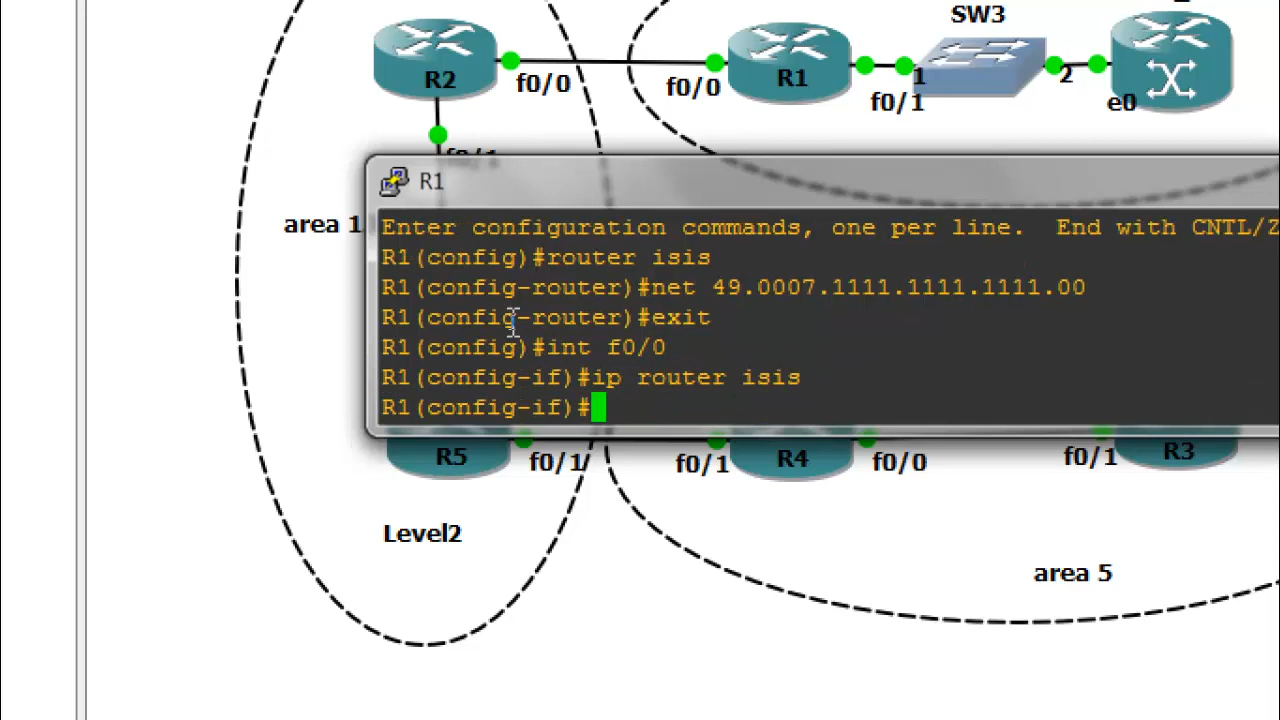 SW3
R2
f0/0
f0/0
R1
1
f0/1
2
e0
area 1
R1
Enter configuration commands, one per line.  End with CNTL/Z
R1(config)#router isis
R1(config-router)#net 49.0007.1111.1111.1111.00
R1(config-router)#exit
R1(config)#int f0/0
R1(config-if)#ip router isis
R1(config-if)#
R5
f0/1
f0/1
R4
f0/0
f0/1
R3
Level2
area 5